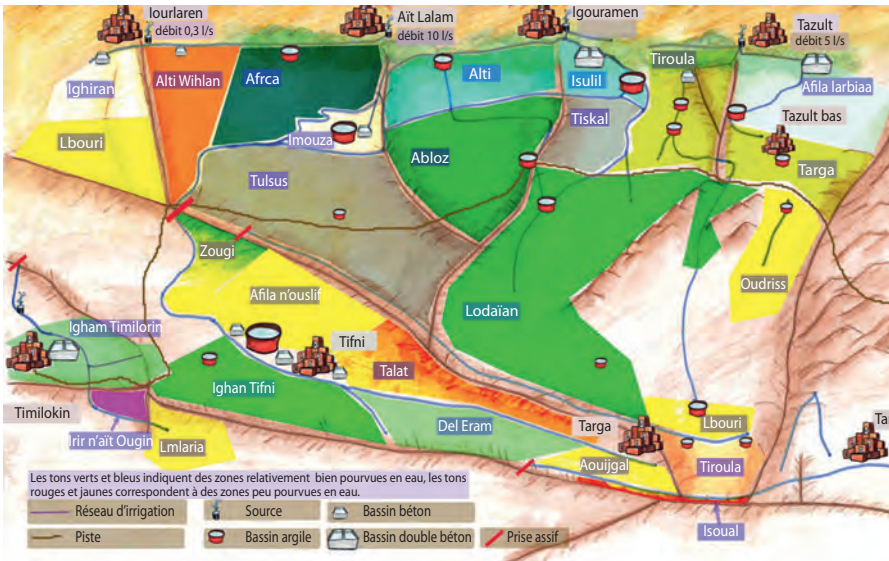 Iourlaren
débit 0,3 l/s
Aït Lalam
débit 10 l/s
Igouramen
Tazult
débit 5 l/s
Ighiran
Alti Wihlan
Afrca
Alti
Isulil
Tiroula
Afila larbiaa
Lbouri
Imouza
Abloz
Tiskal
Tazult bas
Targa
Tulsus
Zougi
Oudriss
Afila n'ouslif
Lodaïan
Igham Timilorin
Tifni
Talat
Ighan Tifni
Timilokin
Irir n'aït Ougin
Lmlaria
Del Eram
Targa
Lbouri
Ta
Aouijgal
Tiroula
Isoual
Les tons verts et bleus indiquent des zones relativement bien pourvues en eau, les tons
rouges et jaunes correspondent à des zones peu pourvues en eau.
Réseau d'irrigation
Source
Bassin béton
Piste
Bassin argile
Bassin double béton
Prise assif